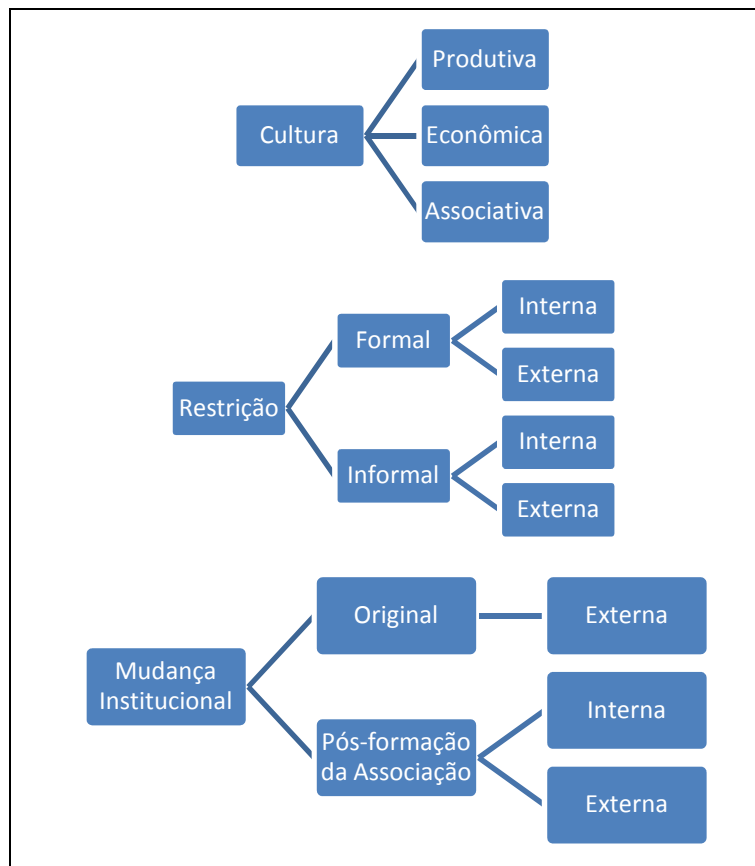 Produtiva
Cultura
Econômica
Associativa
Restrição
Formal
Interna
Externa
Informal
Interna
Externa
Mudança
Institucional
Original
Externa
Pós-formação
da Associação
Interna
Externa